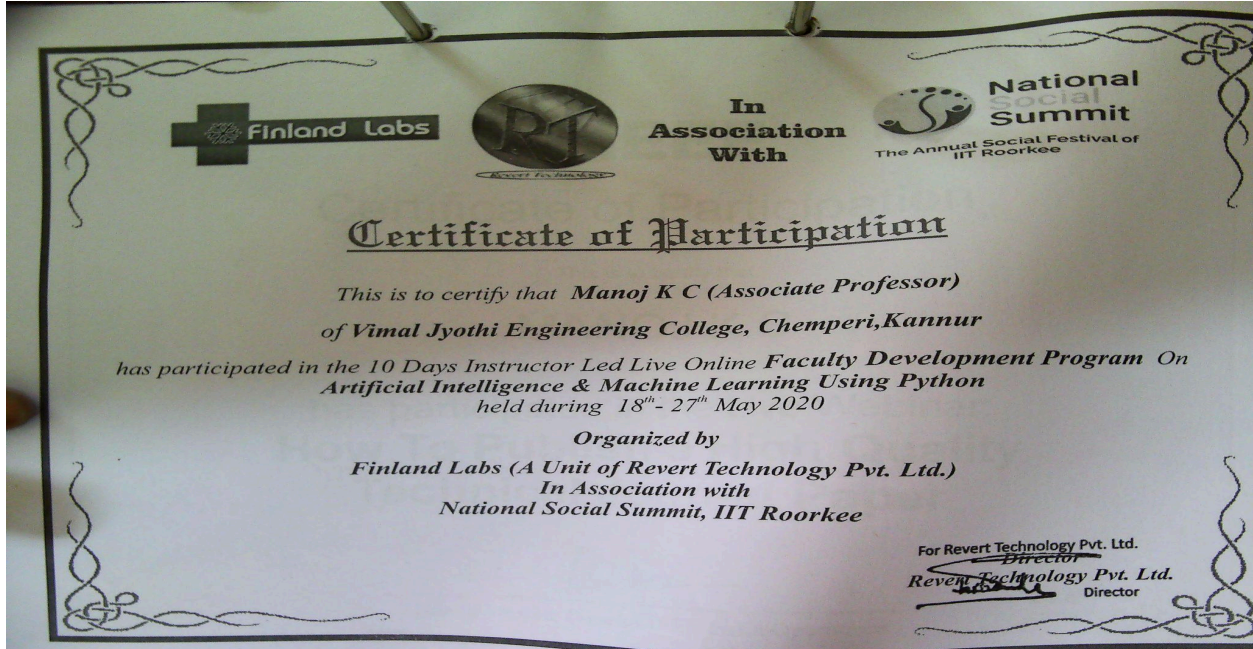 Finland Labs
RT
Revert Technology
In
Association
With
National
Social
Summit
The Annual Social Festival of
IIT Roorkee
Certificate of Participation
This is to certify that Manoj K C (Associate Professor)
of Vimal Jyothi Engineering College, Chemperi,Kannur
has participated in the 10 Days Instructor Led Live Online Faculty Development Program On
Artificial Intelligence & Machine Learning Using Python
held during 18th- 27th May 2020
Organized by
Finland Labs (A Unit of Revert Technology Pvt. Ltd.)
In Association with
National Social Summit, IIT Roorkee
For Revert Technology Pvt. Ltd.
Director
Revert Technology Pvt. Ltd.
Director